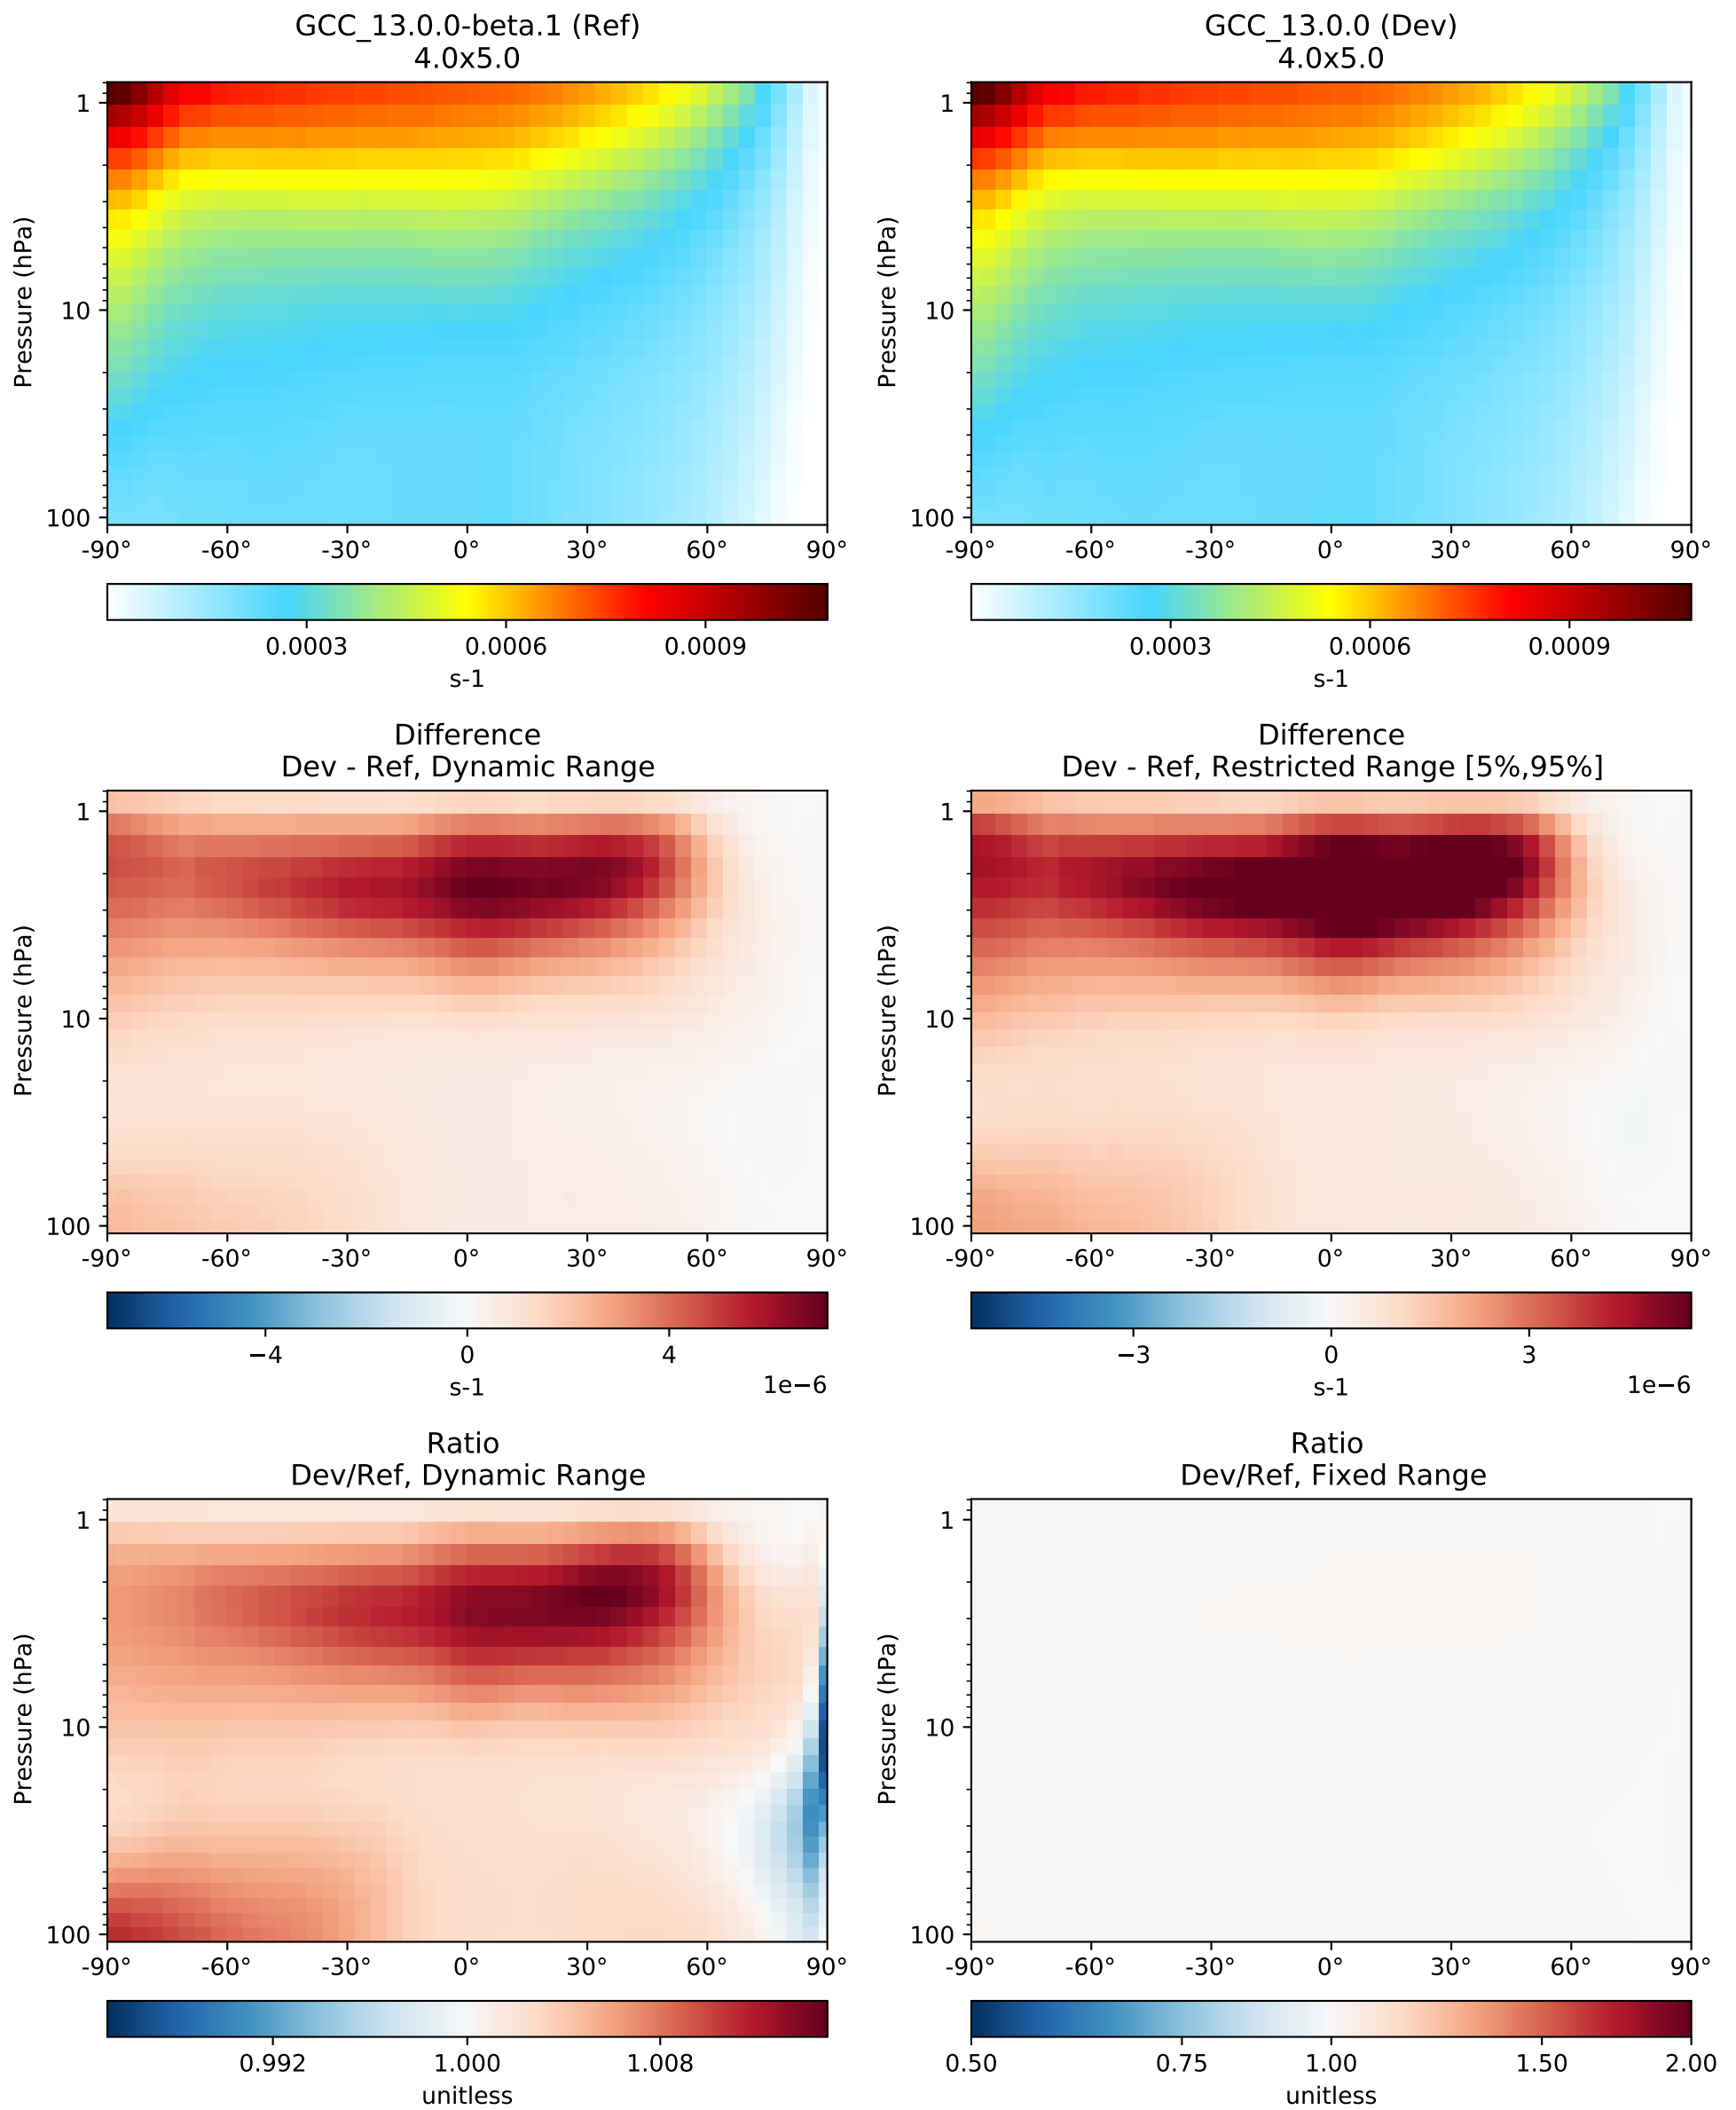 GCC_13.0.0-beta.1 (Ref)
4.0x5.0
Pressure (hPa)
1
10
100
-90° -60° -30° 0° 30° 60° 90°
0.0003 0.0006 0.0009
s-1
GCC_13.0.0 (Dev)
4.0x5.0
Pressure (hPa)
1
10
100
-90° -60° -30° 0° 30° 60° 90°
0.0003 0.0006 0.0009
s-1
Difference
Dev - Ref, Dynamic Range
Pressure (hPa)
1
10
100
-90° -60° -30° 0° 30° 60° 90°
−4 0 4
s-1
1e−6
Difference
Dev - Ref, Restricted Range [5%,95%]
Pressure (hPa)
1
10
100
-90° -60° -30° 0° 30° 60° 90°
−3 0 3
s-1
1e−6
Ratio
Dev/Ref, Dynamic Range
Pressure (hPa)
1
10
100
-90° -60° -30° 0° 30° 60° 90°
0.992 1.000 1.008
unitless
Ratio
Dev/Ref, Fixed Range
Pressure (hPa)
1
10
100
-90° -60° -30° 0° 30° 60° 90°
0.50 0.75 1.00 1.50 2.00
unitless